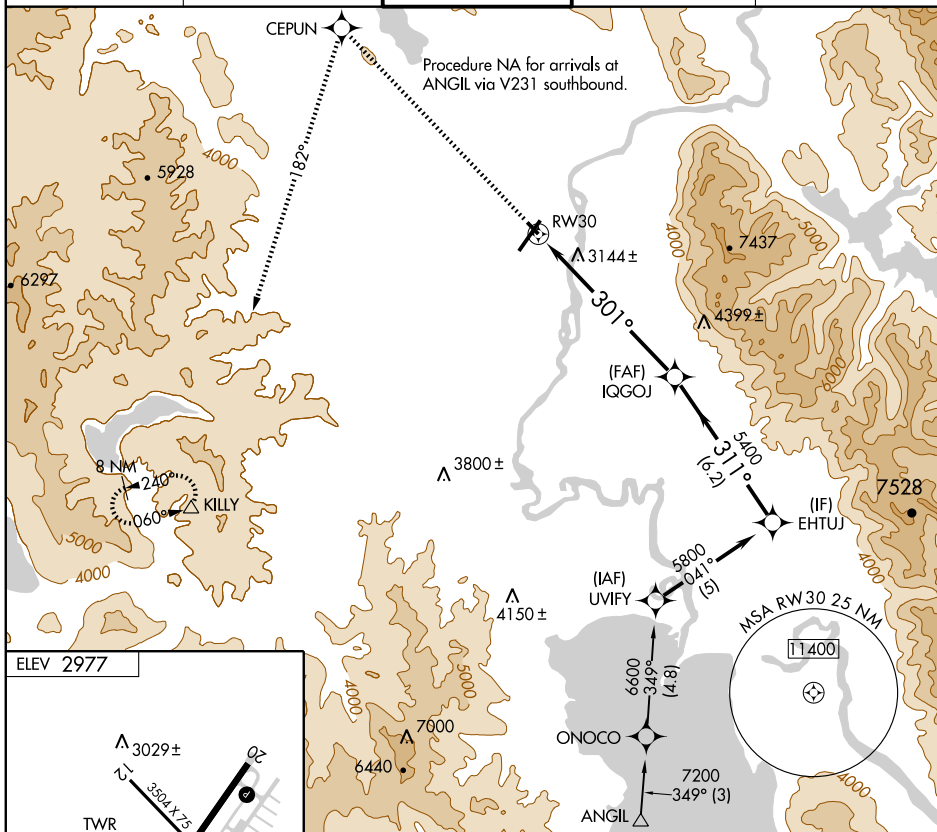 CEPUN
Procedure NA for arrivals at
ANGIL via V231 southbound.
4000
5928
182°
RW30
3144±
4000
7437
5000
6297
301°
4399±
6000
(FAF)
IQGOJ
5400
311°
(6.2)
7528
8 NM
240°
060°
KILLY
3800±
(IF)
EHTUJ
5000
4000
5800
041°
(5)
(IAF)
UVIFY
4000
4150±
MSA RW30 25 NM
11400
ELEV 2977
5000
4000
6600
349°
(4.8)
7000
6440
ONOCO
7200
349° (3)
ANGIL
4000
3029±
20
P
12
3504 X 75
TWR